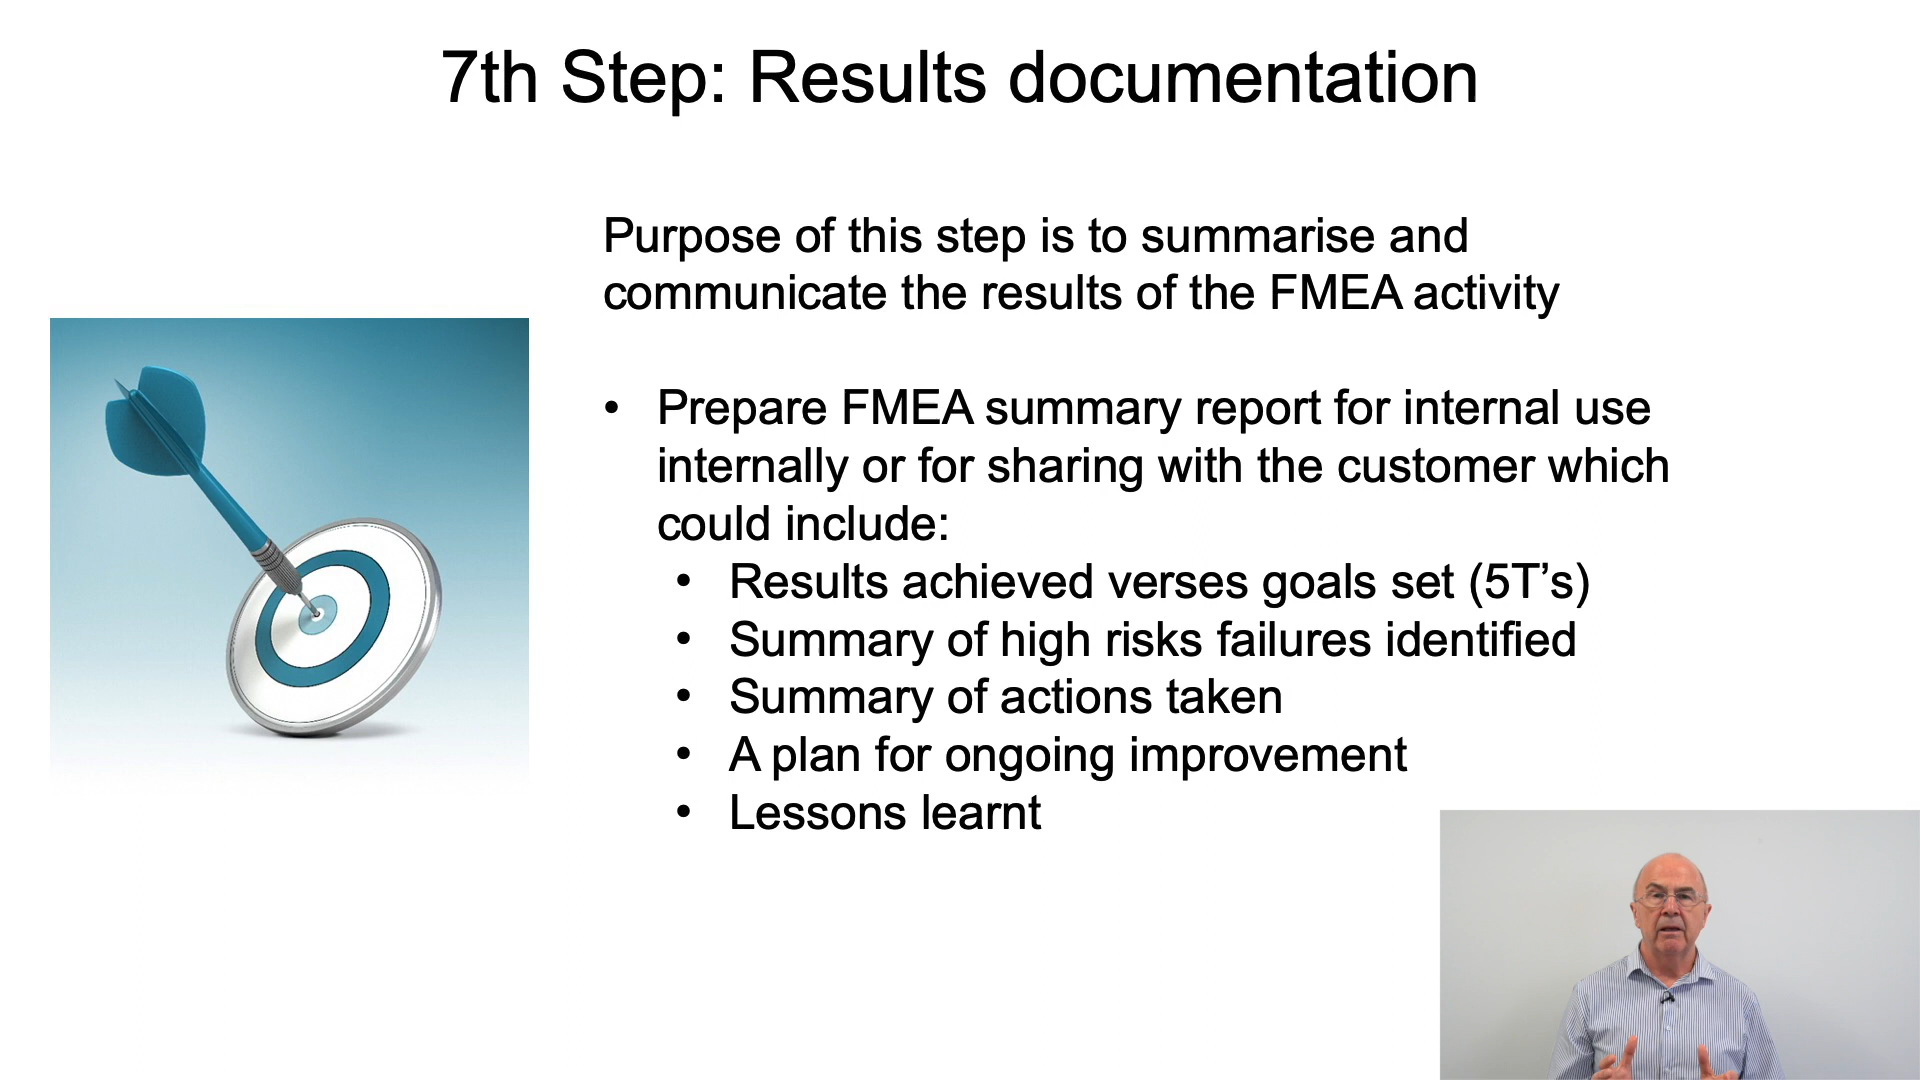 7th Step: Results documentation
Purpose of this step is to summarise and
communicate the results of the FMEA activity
• Prepare FMEA summary report for internal use
internally or for sharing with the customer which
could include:
• Results achieved verses goals set (5T’s)
• Summary of high risks failures identified
• Summary of actions taken
• A plan for ongoing improvement
• Lessons learnt